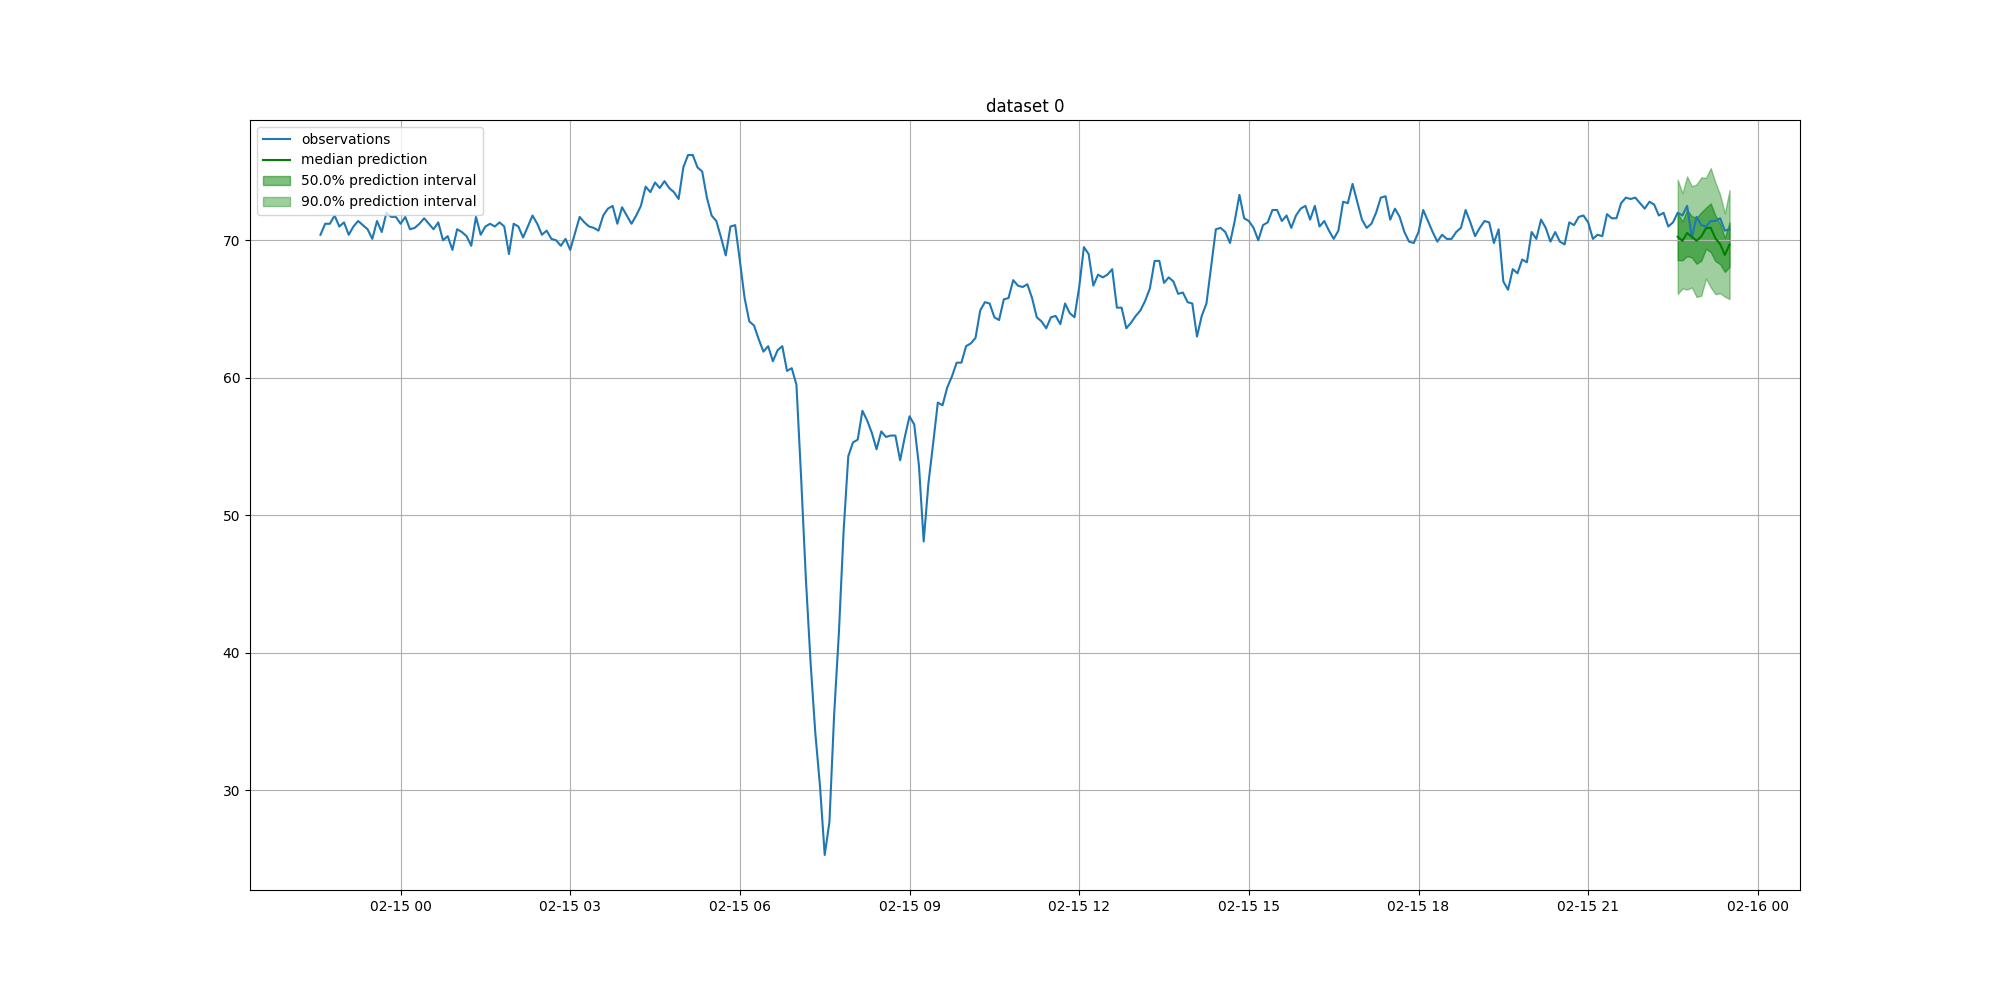 dataset 0
observations
median prediction
50.0% prediction interval
90.0% prediction interval
70
60
50
40
30
02-15 00
02-15 03
02-15 06
02-15 09
02-15 12
02-15 15
02-15 18
02-15 21
02-16 00